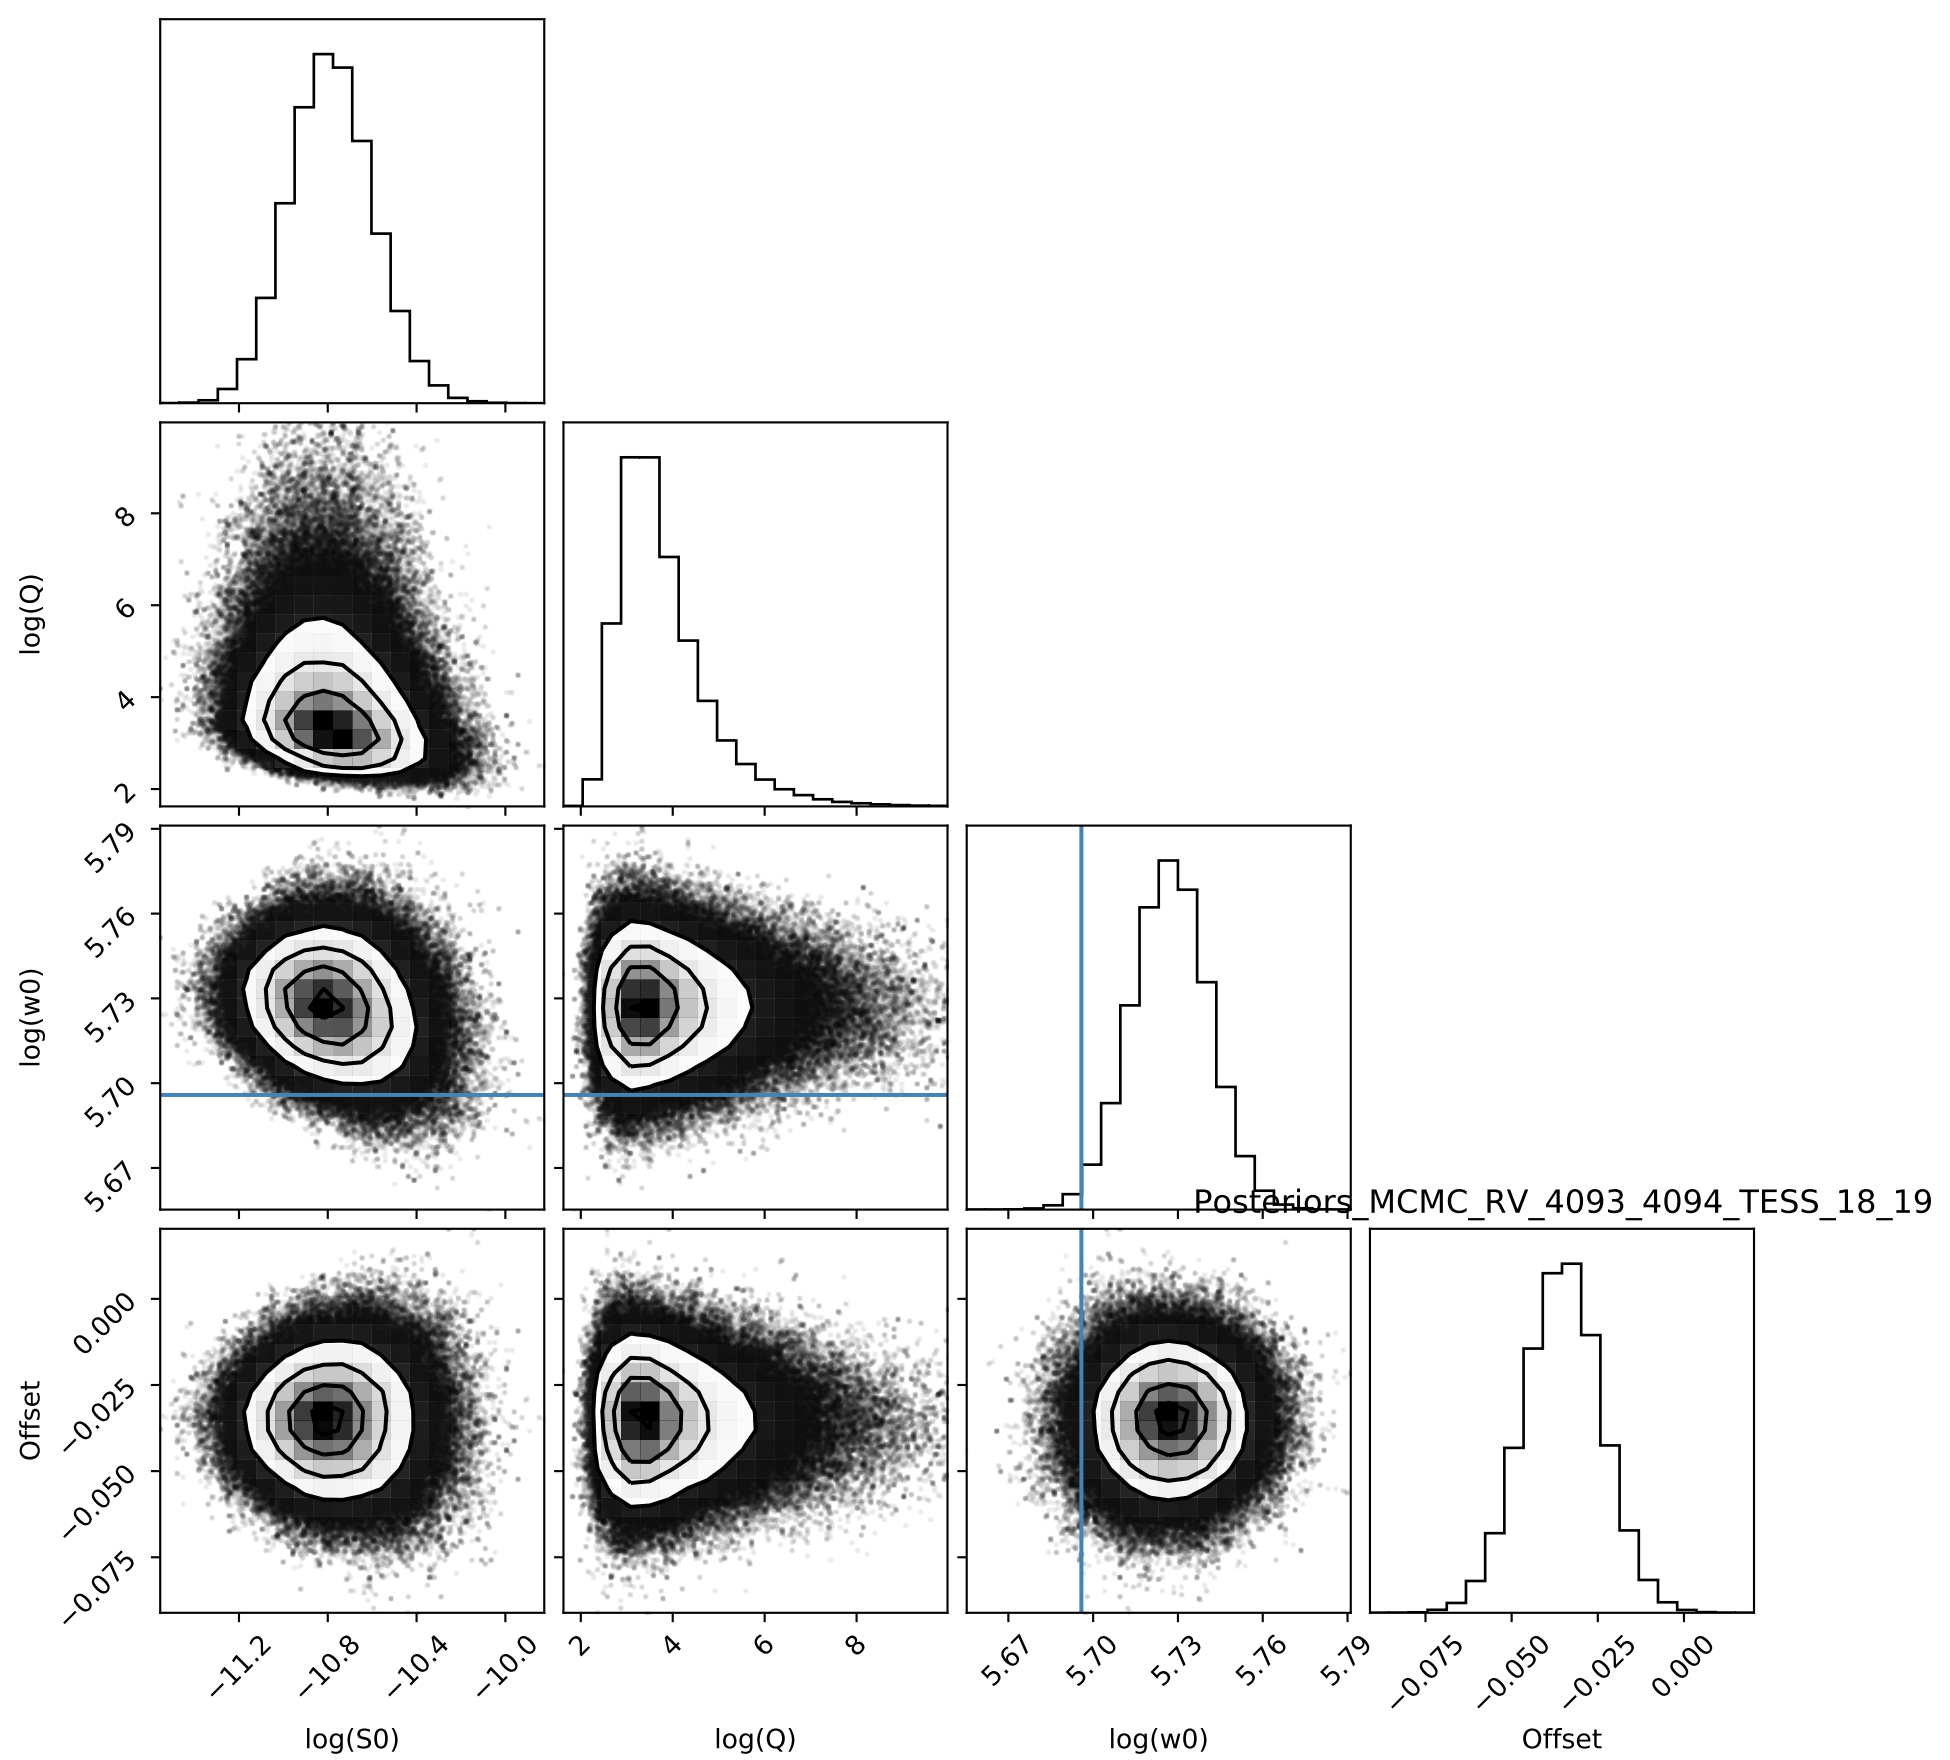 log(Q)
8
6
4
2
log(w0)
5.79
5.76
5.73
5.70
5.67
Posteriors_MCMC_RV_4093_4094_TESS_18_19
Offset
0.000
−0.025
−0.050
−0.075
−11.2 −10.8 −10.4 −10.0 2 4 6 8 5.67 5.70 5.73 5.76 5.79 −0.075 −0.050 −0.025 0.000
log(S0) log(Q) log(w0) Offset